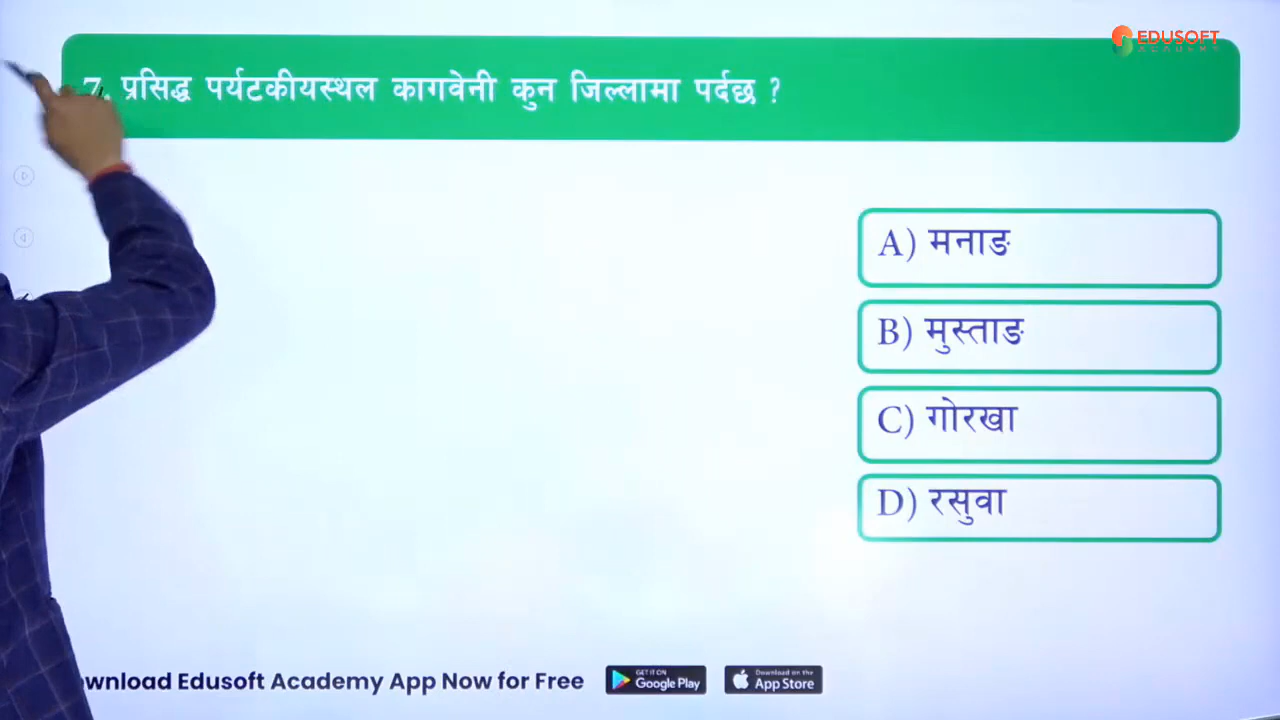 EDUSOFT
ACADEMY
7. प्रसिद्ध पर्यटकीयस्थल कागवेनी कुन जिल्लामा पर्दछ ?
A) मनाङ
B) मुस्ताङ
C) गोरखा
D) रसुवा
wnload Edusoft Academy App Now for Free
GET IT ON
Google Play
Download on the
App Store